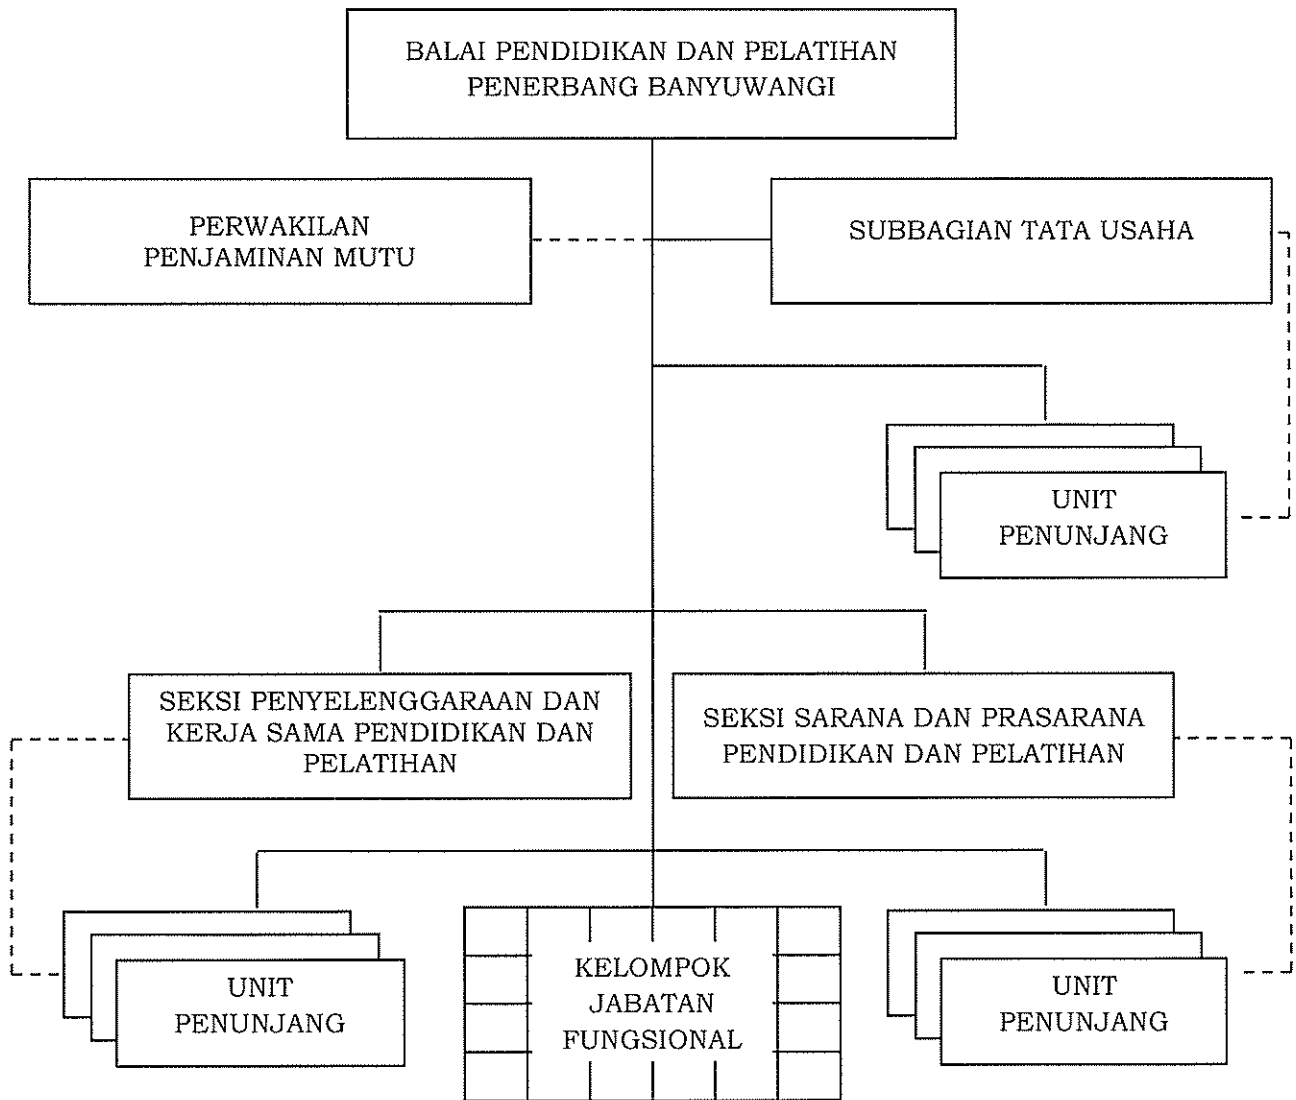 BALAI PENDIDIKAN DAN PELATIHAN
PENERBANG BANYUWANGI
PERWAKILAN
PENJAMINAN MUTU
SUBBAGIAN TATA USAHA
UNIT
PENUNJANG
SEKSI PENYELENGGARAAN DAN
KERJA SAMA PENDIDIKAN DAN
PELATIHAN
SEKSI SARANA DAN PRASARANA
PENDIDIKAN DAN PELATIHAN
UNIT
PENUNJANG
KELOMPOK
JABATAN
FUNGSIONAL
UNIT
PENUNJANG